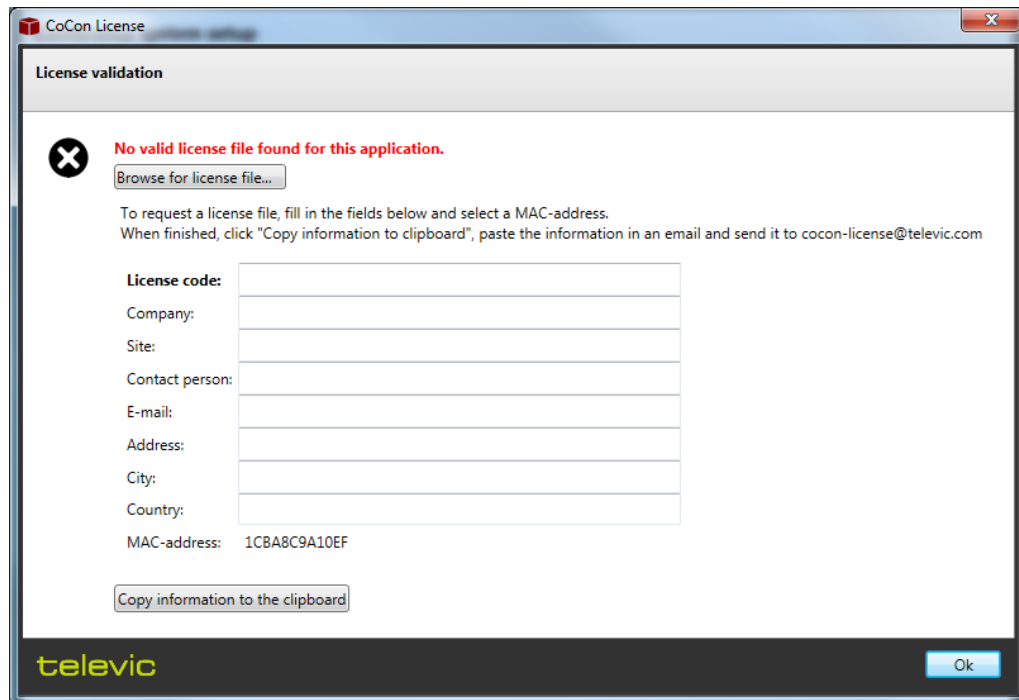 CoCon License
system setup
License validation
No valid license file found for this application.
Browse for license file...
To request a license file, fill in the fields below and select a MAC-address.
When finished, click "Copy information to clipboard", paste the information in an email and send it to cocon-license@televic.com
License code:
Company:
Site:
Contact person:
E-mail:
Address:
City:
Country:
MAC-address: 1CBA8C9A10EF
Copy information to the clipboard
televic
Ok